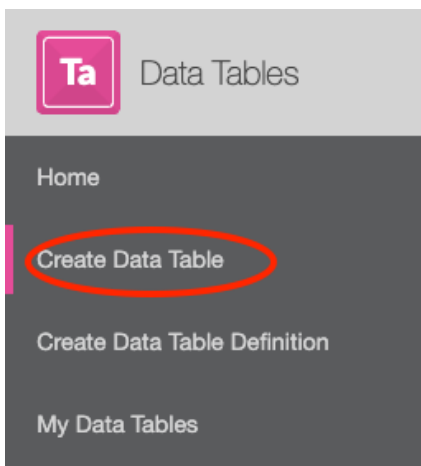 Ta
Data Tables
Home
Create Data Table
Create Data Table Definition
My Data Tables